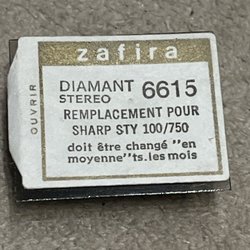 zafira
OUVRIR
DIAMANT 6615
STEREO
REMPLACEMENT POUR
SHARP STY 100/750
doit être changé "en
moyenne"ts.les mois